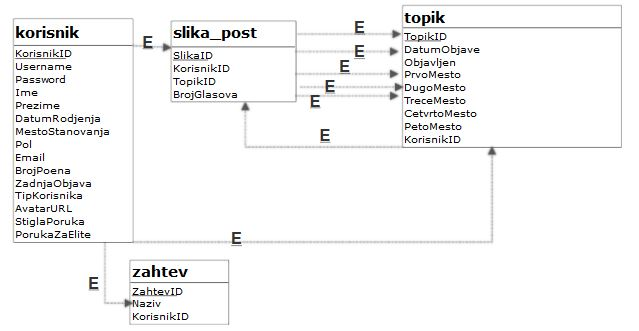 korisnik
KorisnikID
Username
Password
Ime
Prezime
DatumRodjenja
MestoStanovanja
Pol
Email
BrojPoena
ZadnjaObjava
TipKorisnika
AvatarURL
StiglaPoruka
PorukaZaElite
E
slika_post
SlikaID
KorisnikID
TopikID
BrojGlasova
E
E
E
E
E
E
topik
TopikID
DatumObjave
Objavljen
PrvoMesto
DugoMesto
TreceMesto
CetvrtoMesto
PetoMesto
KorisnikID
E
E
zahtev
ZahtevID
Naziv
KorisnikID